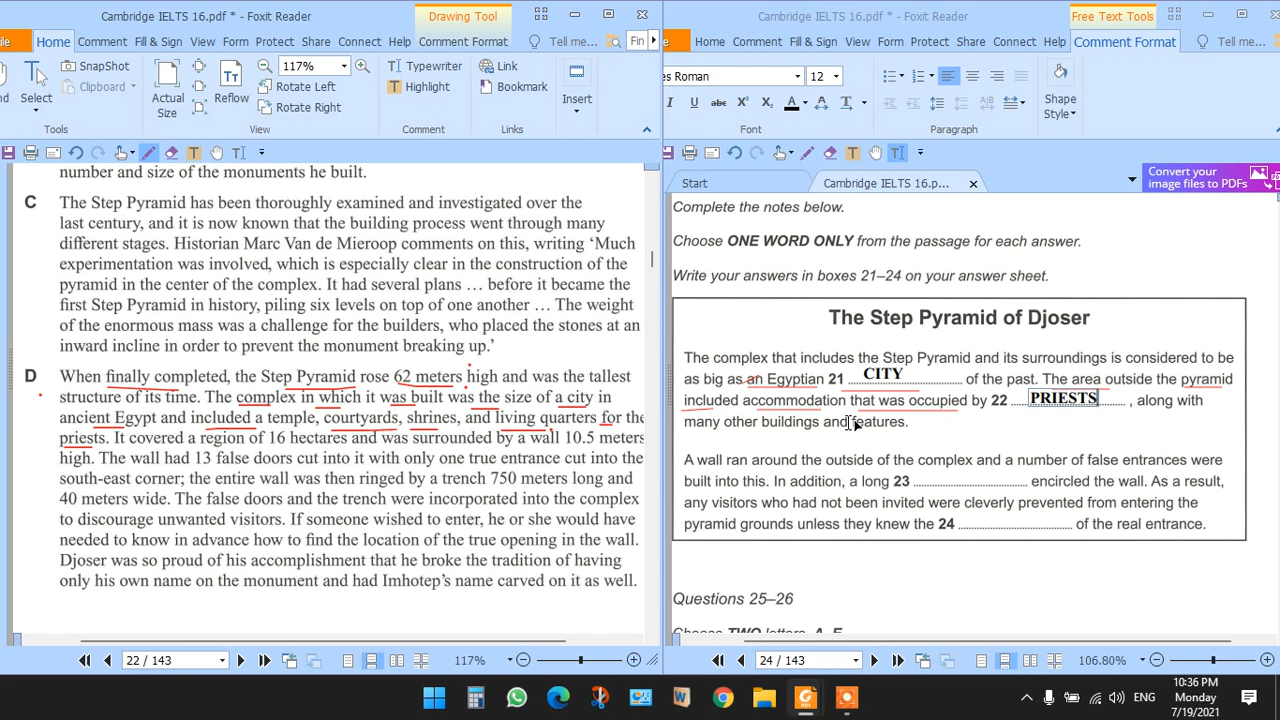 Cambridge IELTS 16.pdf * - Foxit Reader
Drawing Tool
Cambridge IELTS 16.pdf * - Foxit Reader
Free Text Tools
ile
Home
Comment
Fill & Sign
View
Form
Protect
Share
Connect
Help
Comment Format
Tell me...
Fin
Home
Comment
Fill & Sign
View
Form
Protect
Share
Connect
Help
Comment Format
Tell me...
SnapShot
Clipboard
Select
Actual Size
Reflow
117%
Rotate Left
Rotate Right
Typewriter
Highlight
Link
Bookmark
Insert
Tools
View
Comment
Links
es Roman
12
Shape Style
Font
Paragraph
Start
Cambridge IELTS 16.p...
Convert your
image files to PDFs
number and size of the monuments he built.
C The Step Pyramid has been thoroughly examined and investigated over the
last century, and it is now known that the building process went through many
different stages. Historian Marc Van de Mieroop comments on this, writing ‘Much
experimentation was involved, which is especially clear in the construction of the
pyramid in the center of the complex. It had several plans … before it became the
first Step Pyramid in history, piling six levels on top of one another … The weight
of the enormous mass was a challenge for the builders, who placed the stones at an
inward incline in order to prevent the monument breaking up.’
D When finally completed, the Step Pyramid rose 62 meters high and was the tallest
structure of its time. The complex in which it was built was the size of a city in
ancient Egypt and included a temple, courtyards, shrines, and living quarters for the
priests. It covered a region of 16 hectares and was surrounded by a wall 10.5 meters
high. The wall had 13 false doors cut into it with only one true entrance cut into the
south-east corner; the entire wall was then ringed by a trench 750 meters long and
40 meters wide. The false doors and the trench were incorporated into the complex
to discourage unwanted visitors. If someone wished to enter, he or she would have
needed to know in advance how to find the location of the true opening in the wall.
Djoser was so proud of his accomplishment that he broke the tradition of having
only his own name on the monument and had Imhotep’s name carved on it as well.
Complete the notes below.
Choose ONE WORD ONLY from the passage for each answer.
Write your answers in boxes 21–24 on your answer sheet.
The Step Pyramid of Djoser
The complex that includes the Step Pyramid and its surroundings is considered to be
as big as an Egyptian 21 CITY of the past. The area outside the pyramid
included accommodation that was occupied by 22 PRIESTS , along with
many other buildings and features.
A wall ran around the outside of the complex and a number of false entrances were
built into this. In addition, a long 23 ............................ encircled the wall. As a result,
any visitors who had not been invited were cleverly prevented from entering the
pyramid grounds unless they knew the 24 ............................ of the real entrance.
Questions 25–26
Choose TWO letters, A–E
22 / 143
117%
24 / 143
106.80%
ENG
10:36 PM
Monday
7/19/2021